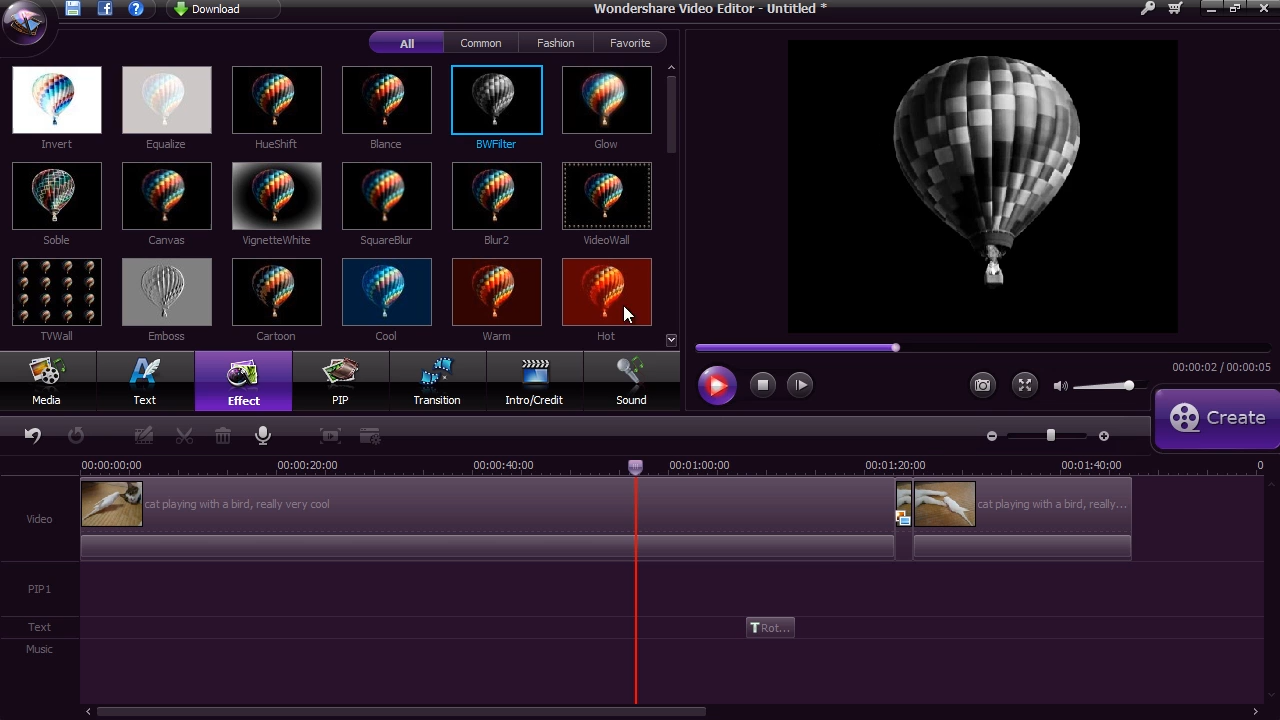 Download
Wondershare Video Editor - Untitled *
All Common Fashion Favorite
Invert Equalize HueShift Blance BWFilter Glow
Soble Canvas VignetteWhite SquareBlur Blur2 VideoWall
TVWall Emboss Cartoon Cool Warm Hot
00:00:02 / 00:00:05
Media Text Effect PIP Transition Intro/Credit Sound
Create
00:00:00:00 00:00:20:00 00:00:40:00 00:01:00:00 00:01:20:00 00:01:40:00 0
Video
cat playing with a bird, really very cool
cat playing with a bird, really...
PIP1
Text
T Rot...
Music